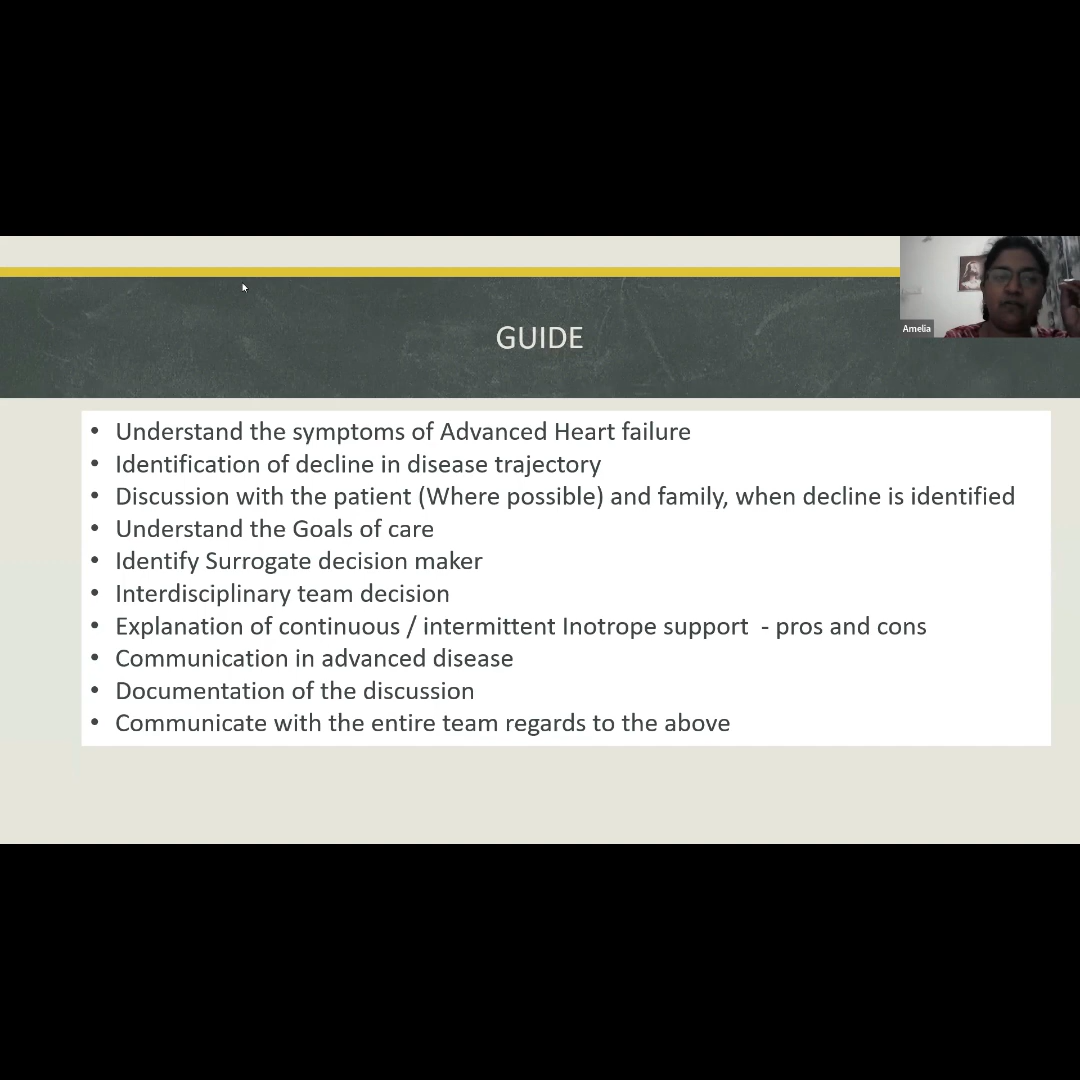 Amelia
GUIDE
• Understand the symptoms of Advanced Heart failure
• Identification of decline in disease trajectory
• Discussion with the patient (Where possible) and family, when decline is identified
• Understand the Goals of care
• Identify Surrogate decision maker
• Interdisciplinary team decision
• Explanation of continuous / intermittent Inotrope support  - pros and cons
• Communication in advanced disease
• Documentation of the discussion
• Communicate with the entire team regards to the above